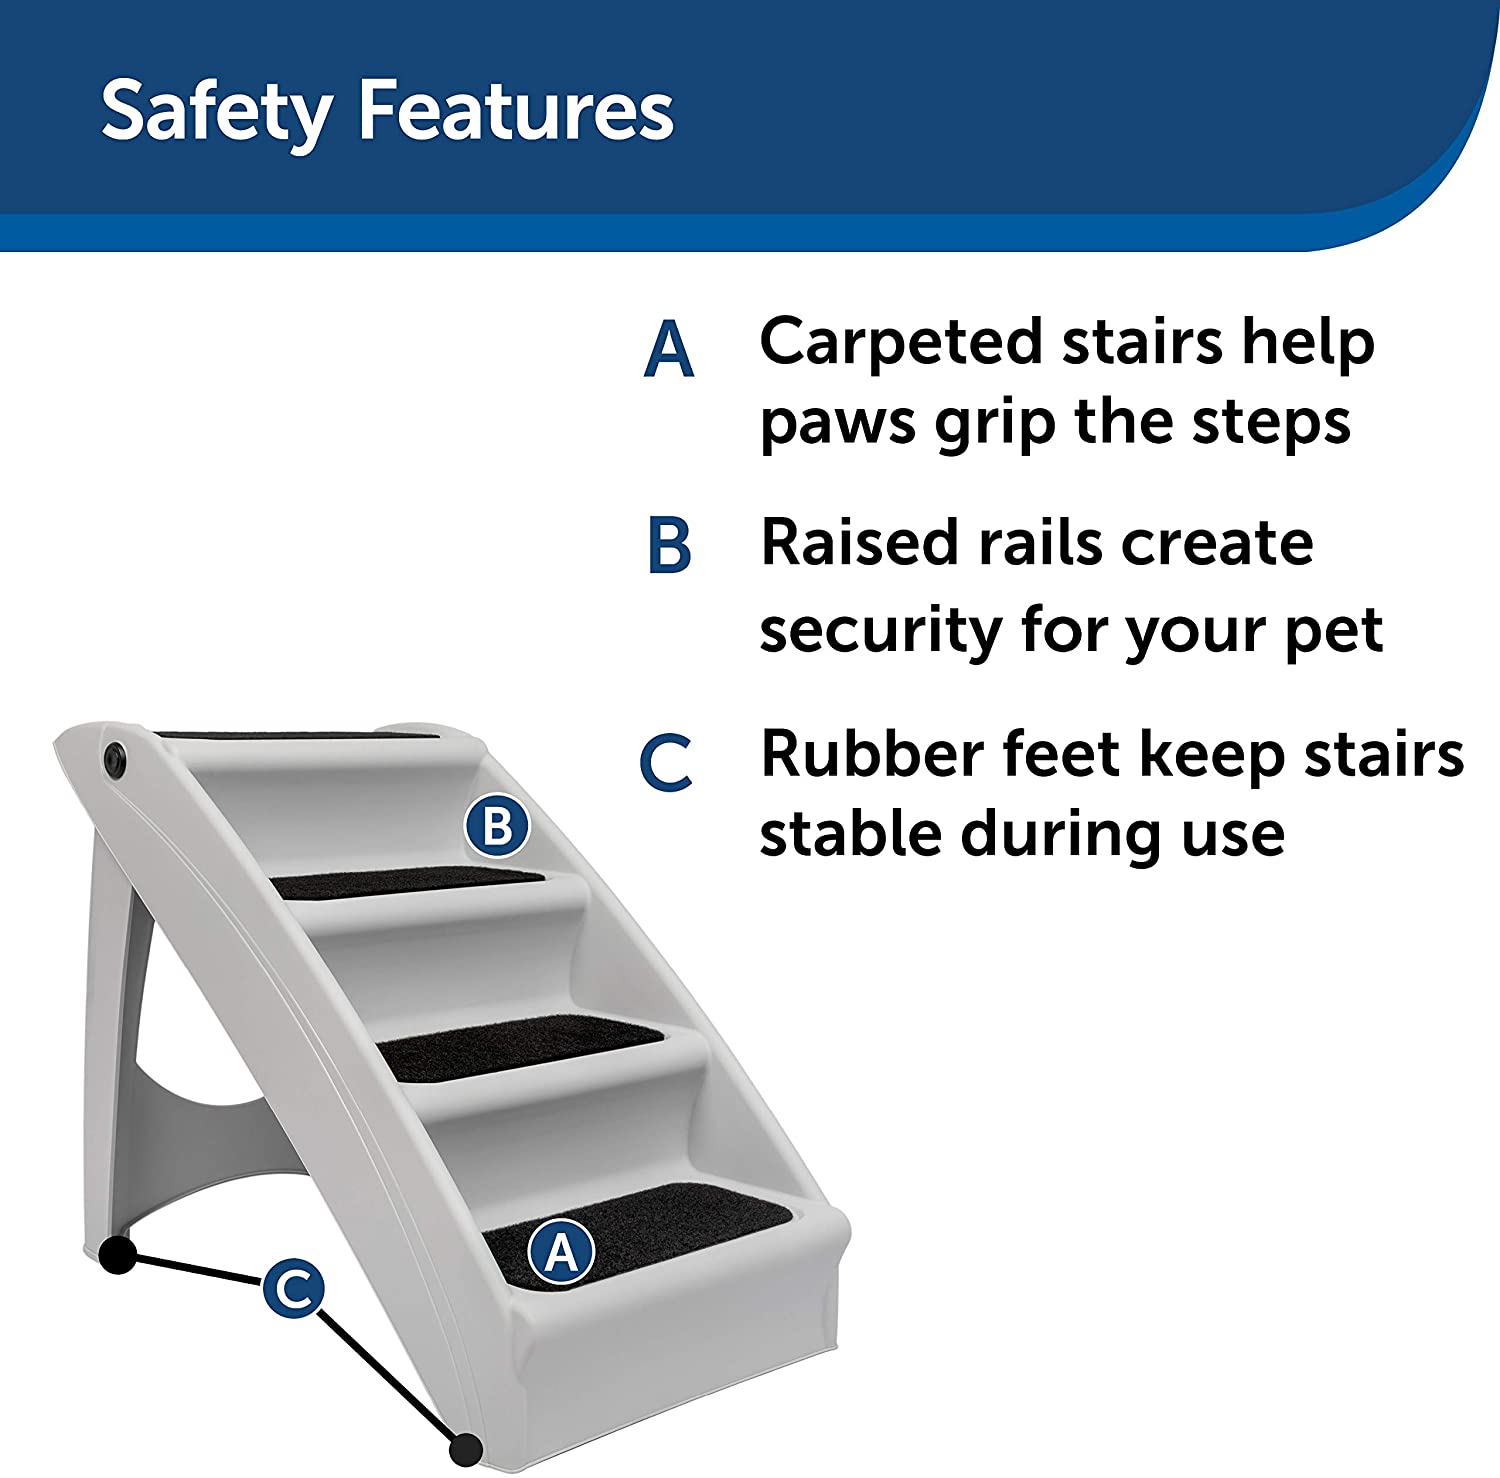 Safety Features
A Carpeted stairs help
paws grip the steps
B Raised rails create
security for your pet
C Rubber feet keep stairs
stable during use
B
A
C